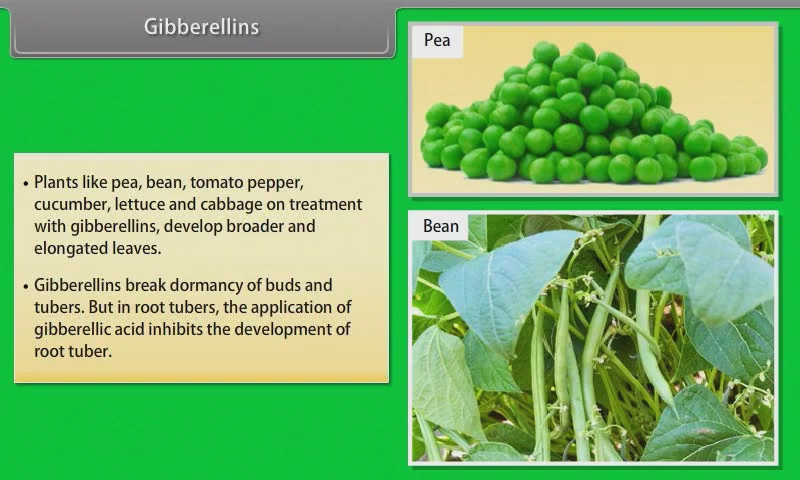 Gibberellins
Pea
• Plants like pea, bean, tomato pepper,
cucumber, lettuce and cabbage on treatment
with gibberellins, develop broader and
elongated leaves.
• Gibberellins break dormancy of buds and
tubers. But in root tubers, the application of
gibberellic acid inhibits the development of
root tuber.
Bean